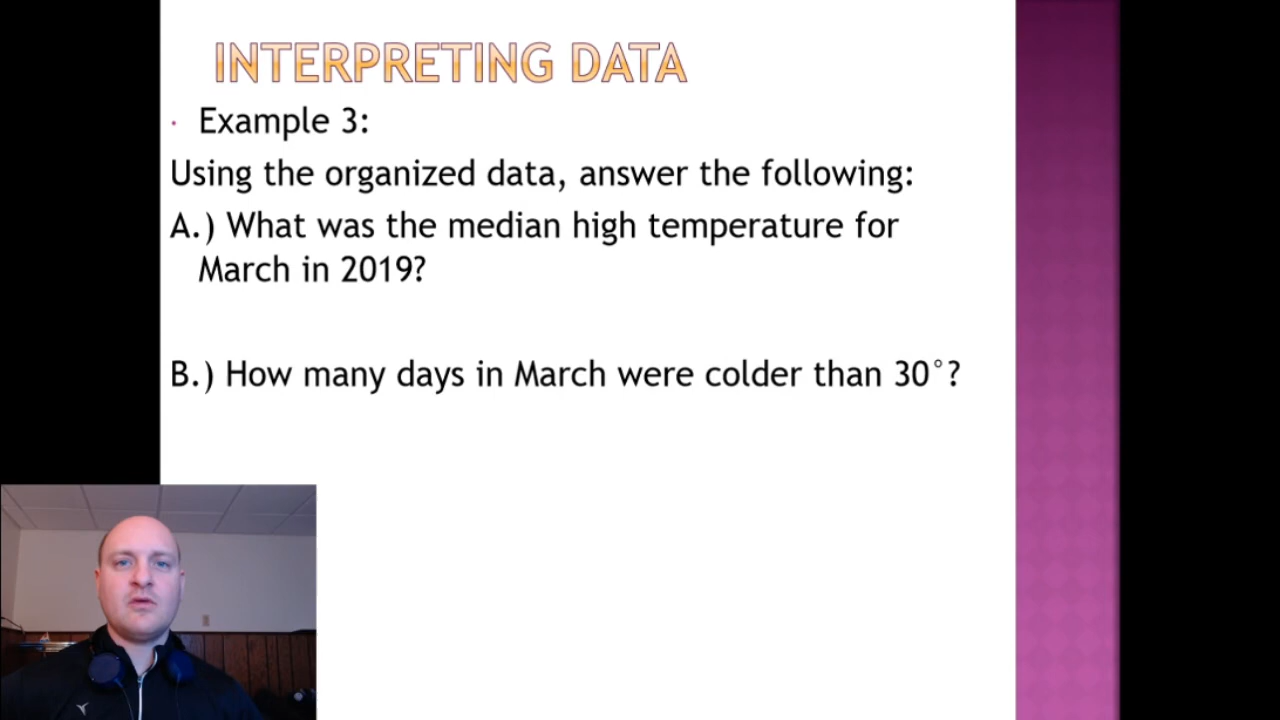 INTERPRETING DATA
· Example 3:
Using the organized data, answer the following:
A.) What was the median high temperature for
March in 2019?
B.) How many days in March were colder than 30°?